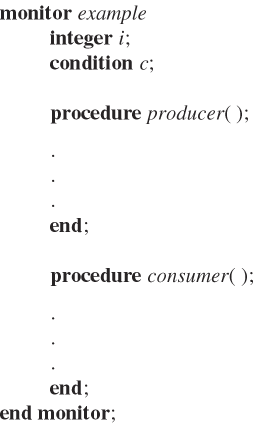 monitor example
integer i;
condition c;
procedure producer( );
.
.
.
end;
procedure consumer( );
.
.
.
end;
end monitor;